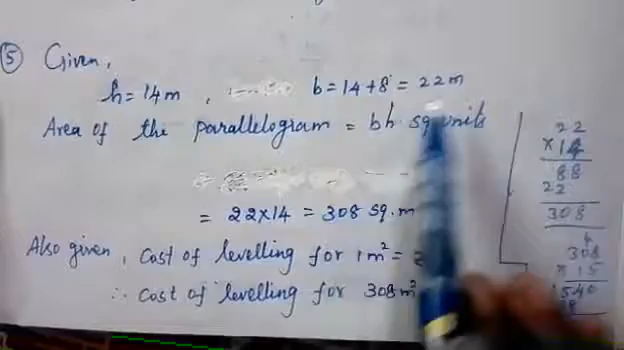 ⑤ Given,
h = 14m , b = 14+8 = 22m
Area of the parallelogram = bh sq units
= 22×14 = 308 sq.m
Also given, Cost of levelling for 1m² =
∴ Cost of levelling for 308m²
22
×14
88
22
308
308
×15
1540